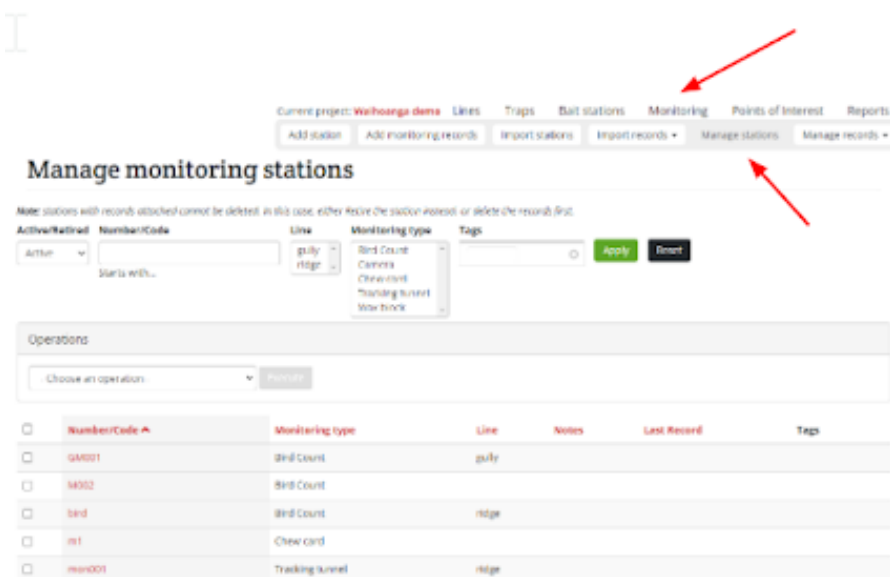 Current project: Waihoanga demo Lines Traps Bait stations Monitoring Points of Interest Reports
Add station Add monitoring records Import stations Import records Manage stations Manage records
Manage monitoring stations
Note: stations with records attached cannot be deleted. In this case, either Retire the station instead, or delete the records first.
Active/Retired Number/Code Line Monitoring type Tags
Active gully Bird Count Apply Reset
ridge Camera
Starts with... Chew card
Tracking tunnel
Wax block
Operations
- Choose an operation - Execute
Number/Code Monitoring type Line Notes Last Record Tags
GM001 Bird Count gully
M002 Bird Count
bird Bird Count ridge
m1 Chew card
mon001 Tracking tunnel ridge